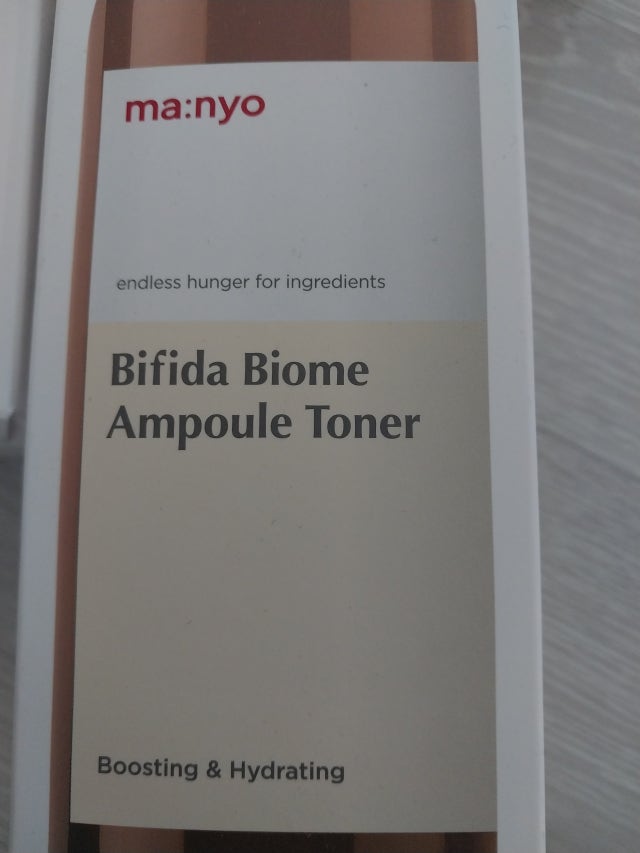 ma:nyo
endless hunger for ingredients
Bifida Biome
Ampoule Toner
Boosting & Hydrating